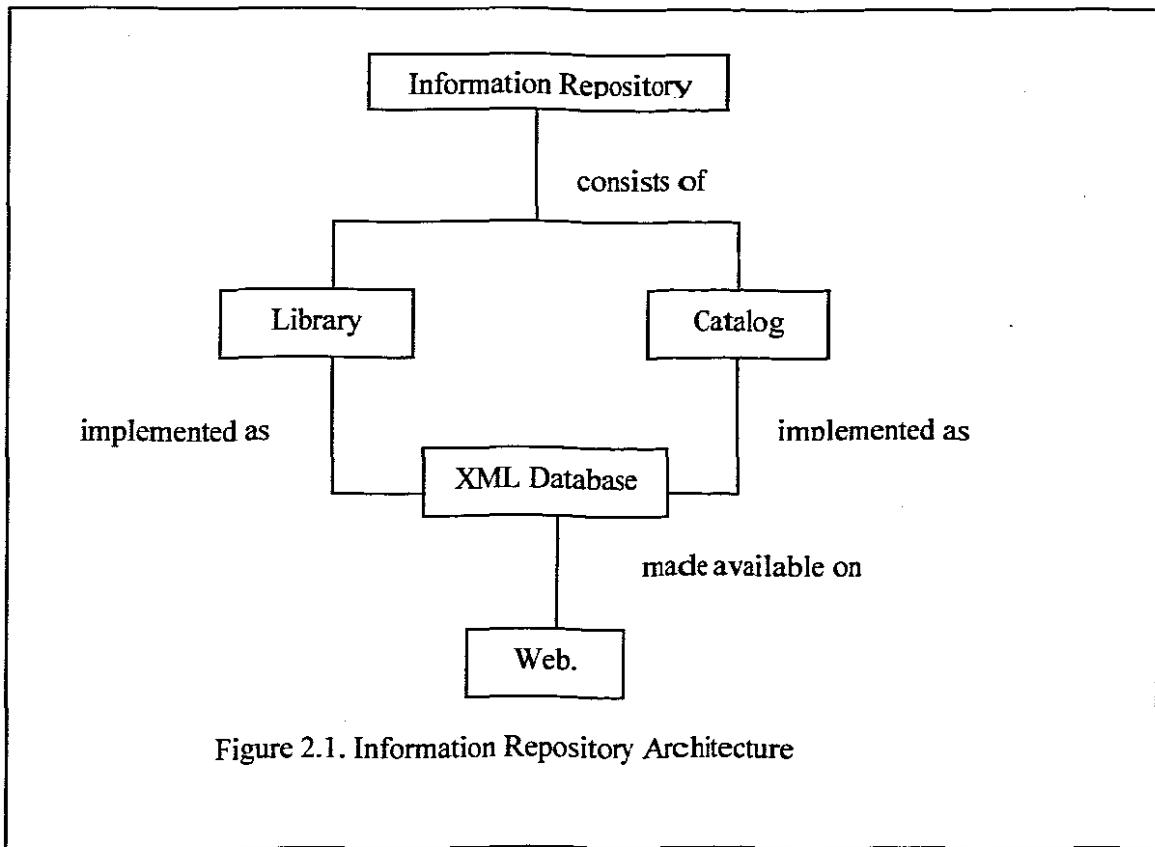 Information Repository
consists of
Library
Catalog
implemented as
implemented as
XML Database
made available on
Web.
Figure 2.1. Information Repository Architecture